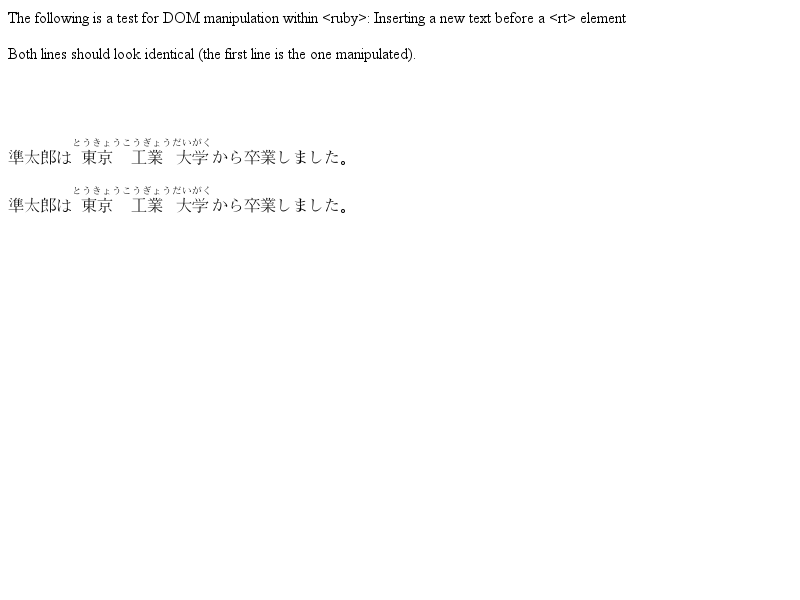 The following is a test for DOM manipulation within <ruby>: Inserting a new text before a <rt> element
Both lines should look identical (the first line is the one manipulated).
とうきょうこうぎょうだいがく
準太郎は 東京 工業 大学 から卒業しました。
とうきょうこうぎょうだいがく
準太郎は 東京 工業 大学 から卒業しました。